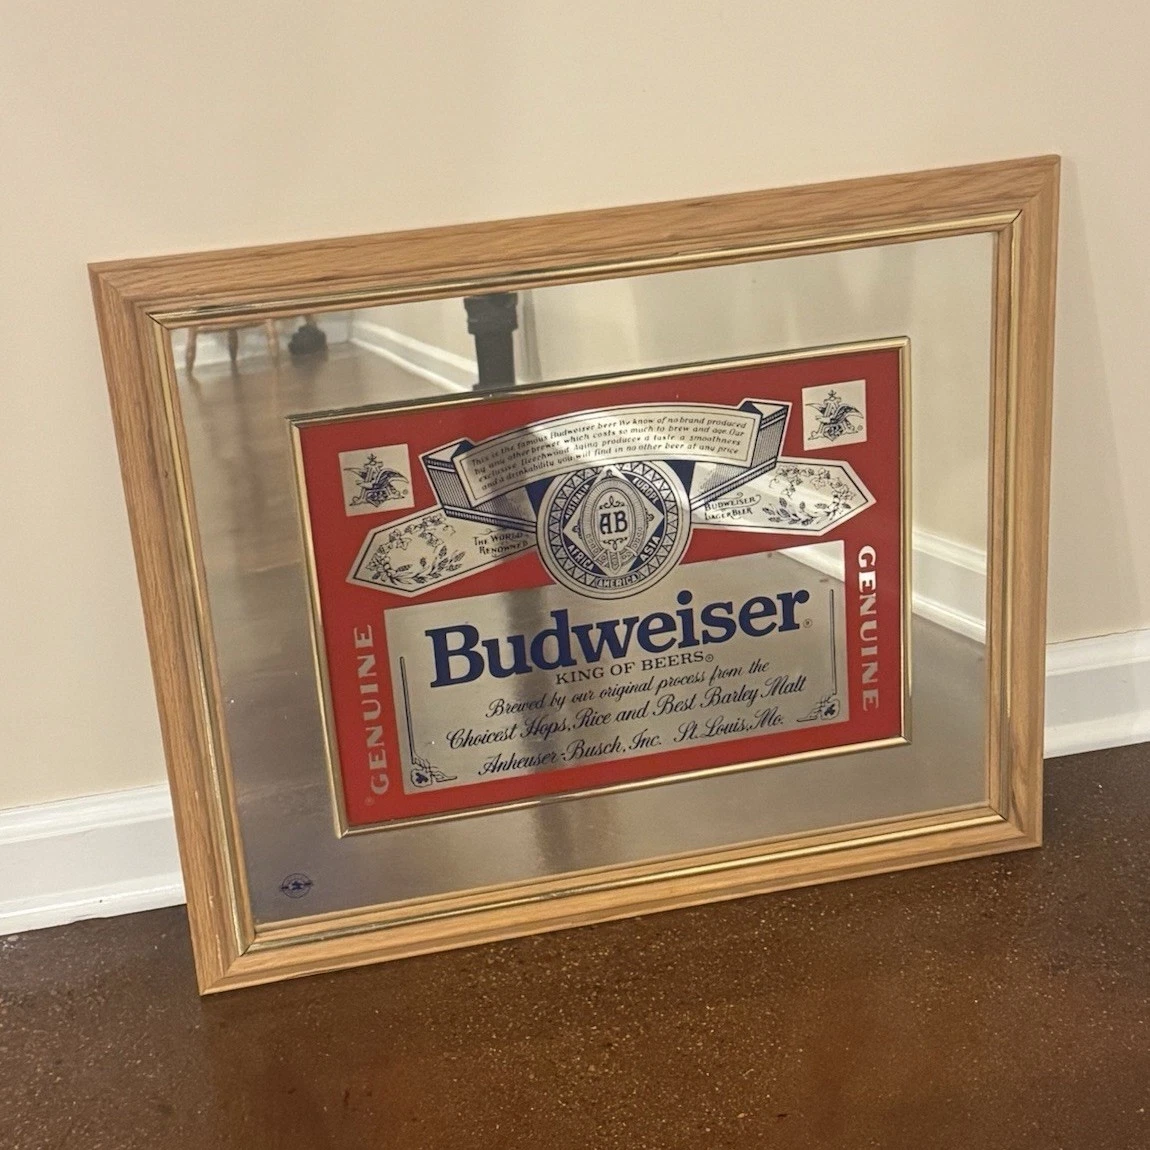 This is the famous Budweiser beer. We know of no brand produced
by any other brewer which costs so much to brew and age. Our
exclusive Beechwood Aging produces a taste, a smoothness
and a drinkability you will find in no other beer at any price
THE WORLD
RENOWNED
BUDWEISER
LAGER BEER
EUROPE
AB
AFRICA
ASIA
AMERICA
GENUINE
GENUINE
Budweiser®
KING OF BEERS®
Brewed by our original process from the
Choicest Hops, Rice and Best Barley Malt
Anheuser-Busch, Inc. St. Louis, Mo.